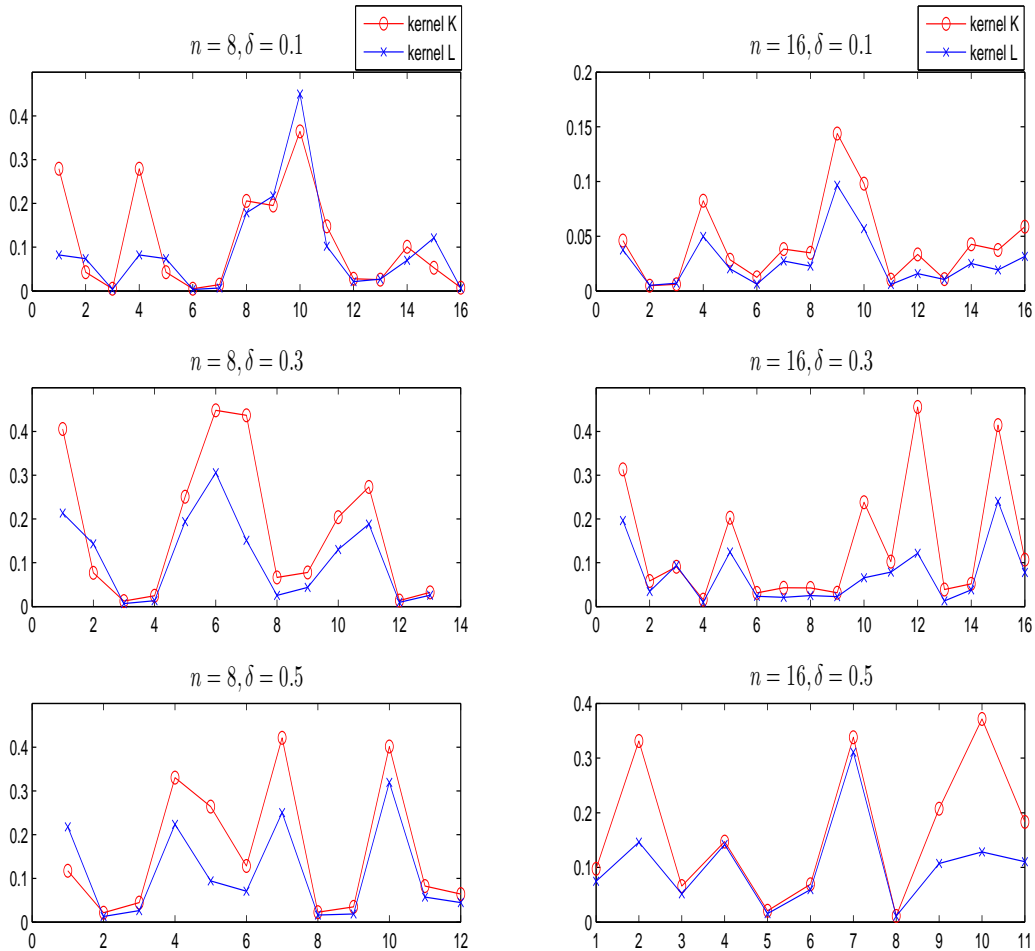 kernel K
kernel L
n = 8, δ = 0.1
0.4
0.3
0.2
0.1
0
0 2 4 6 8 10 12 14 16
kernel K
kernel L
n = 16, δ = 0.1
0.2
0.15
0.1
0.05
0
0 2 4 6 8 10 12 14 16
n = 8, δ = 0.3
0.4
0.3
0.2
0.1
0
0 2 4 6 8 10 12 14
n = 16, δ = 0.3
0.4
0.3
0.2
0.1
0
0 2 4 6 8 10 12 14 16
n = 8, δ = 0.5
0.4
0.3
0.2
0.1
0
0 2 4 6 8 10 12
n = 16, δ = 0.5
0.4
0.3
0.2
0.1
0
1 2 3 4 5 6 7 8 9 10 11